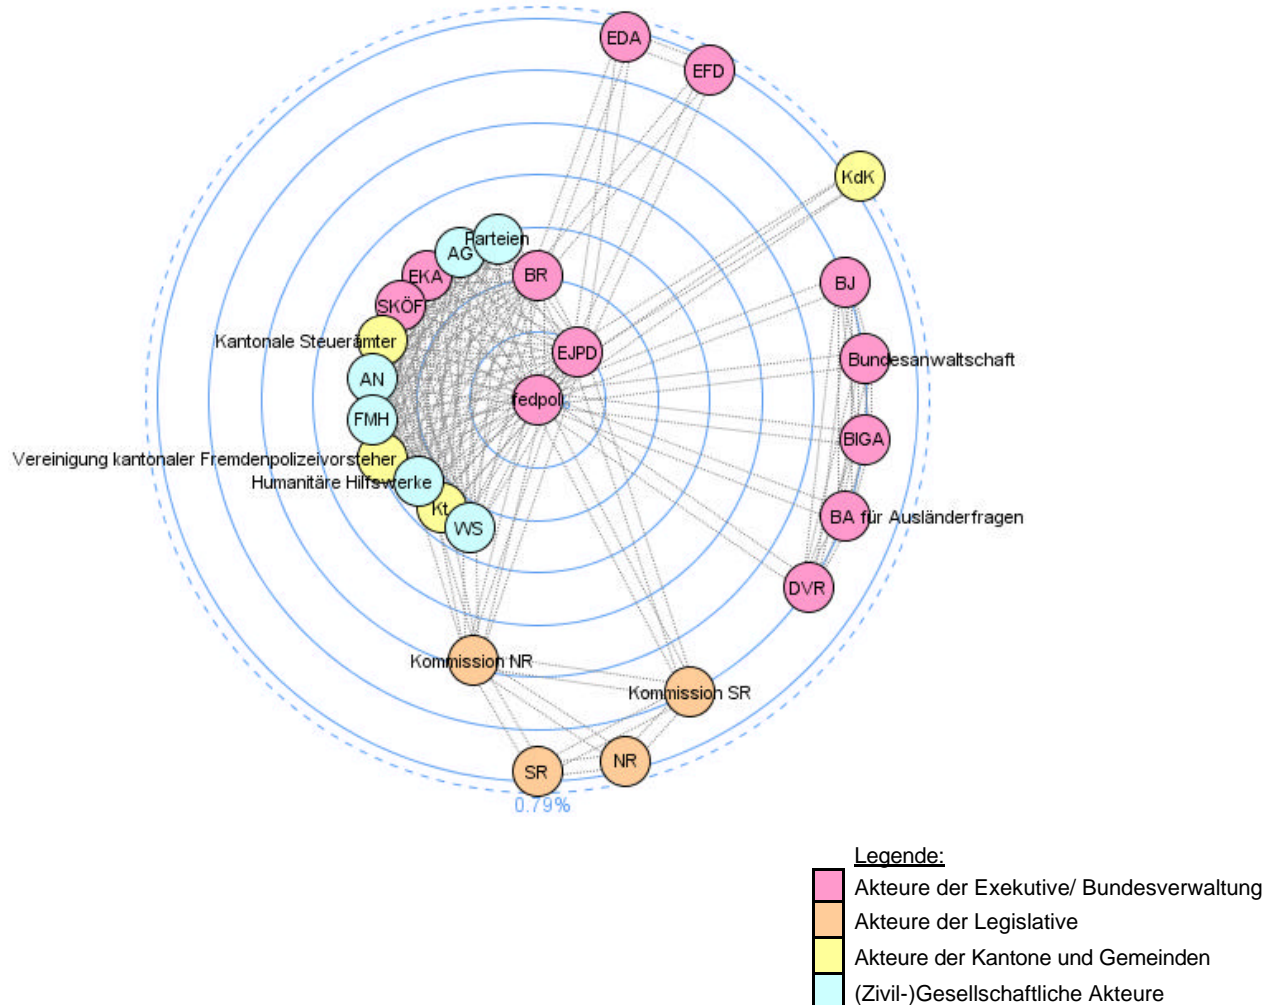 EDA
EFD
KdK
Parteien
AG
EKA
BR
BJ
SKÖF
Kantonale Steuerämter
EJPD
Bundesanwaltschaft
AN
fedpol
FMH
BIGA
Vereinigung kantonaler Fremdenpolizeivorsteher
Humanitäre Hilfswerke
Kt
BA für Ausländerfragen
WS
DVR
Kommission NR
Kommission SR
SR
NR
0.79%
Legende:
Akteure der Exekutive/ Bundesverwaltung
Akteure der Legislative
Akteure der Kantone und Gemeinden
(Zivil-)Gesellschaftliche Akteure